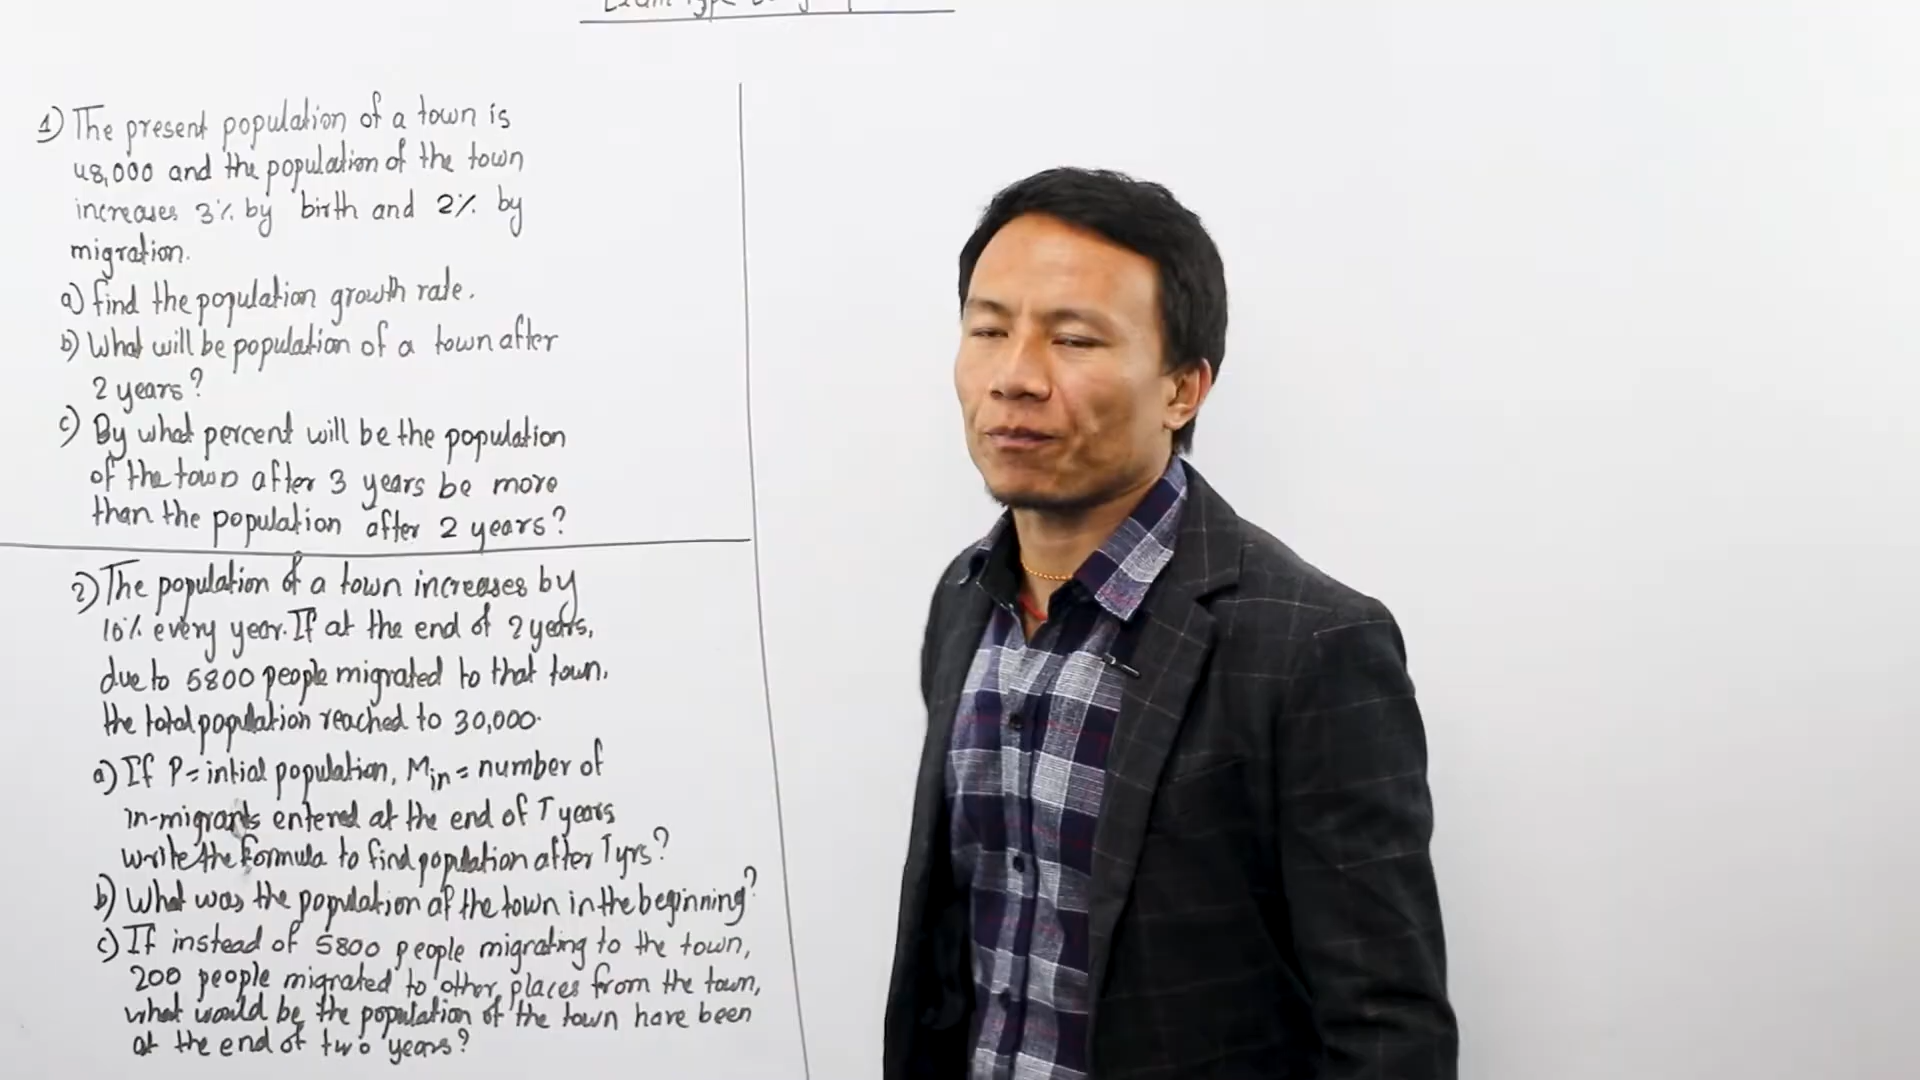 Exam Type
1) The present population of a town is
48,000 and the population of the town
increases 3% by birth and 2% by
migration.
a) find the population growth rate.
b) What will be population of a town after
2 years?
c) By what percent will be the population
of the town after 3 years be more
than the population after 2 years?
2) The population of a town increases by
10% every year. If at the end of 2 years,
due to 5800 people migrated to that town,
the total population reached to 30,000.
a) If P = intial population, Min = number of
in-migrants entered at the end of T years
write the formula to find population after T yrs?
b) What was the population of the town in the beginning?
c) If instead of 5800 people migrating to the town,
200 people migrated to other places from the town,
what would be the population of the town have been
at the end of two years?